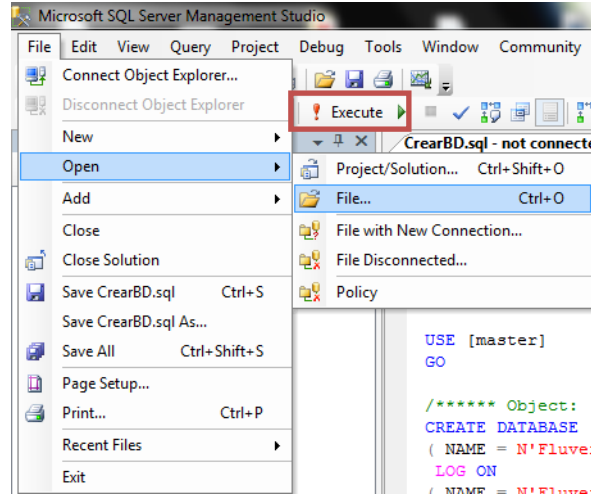 Microsoft SQL Server Management Studio
File Edit View Query Project Debug Tools Window Community
Connect Object Explorer...
Disconnect Object Explorer
Execute
New
CrearBD.sql - not connecte
Open
Project/Solution... Ctrl+Shift+O
Add
File... Ctrl+O
Close
File with New Connection...
Close Solution
File Disconnected...
Save CrearBD.sql Ctrl+S
Policy
Save CrearBD.sql As...
Save All Ctrl+Shift+S
USE [master]
GO
Page Setup...
Print... Ctrl+P
/****** Object:
CREATE DATABASE
Recent Files
( NAME = N'Fluve
LOG ON
Exit
( NAME = N'Fluve